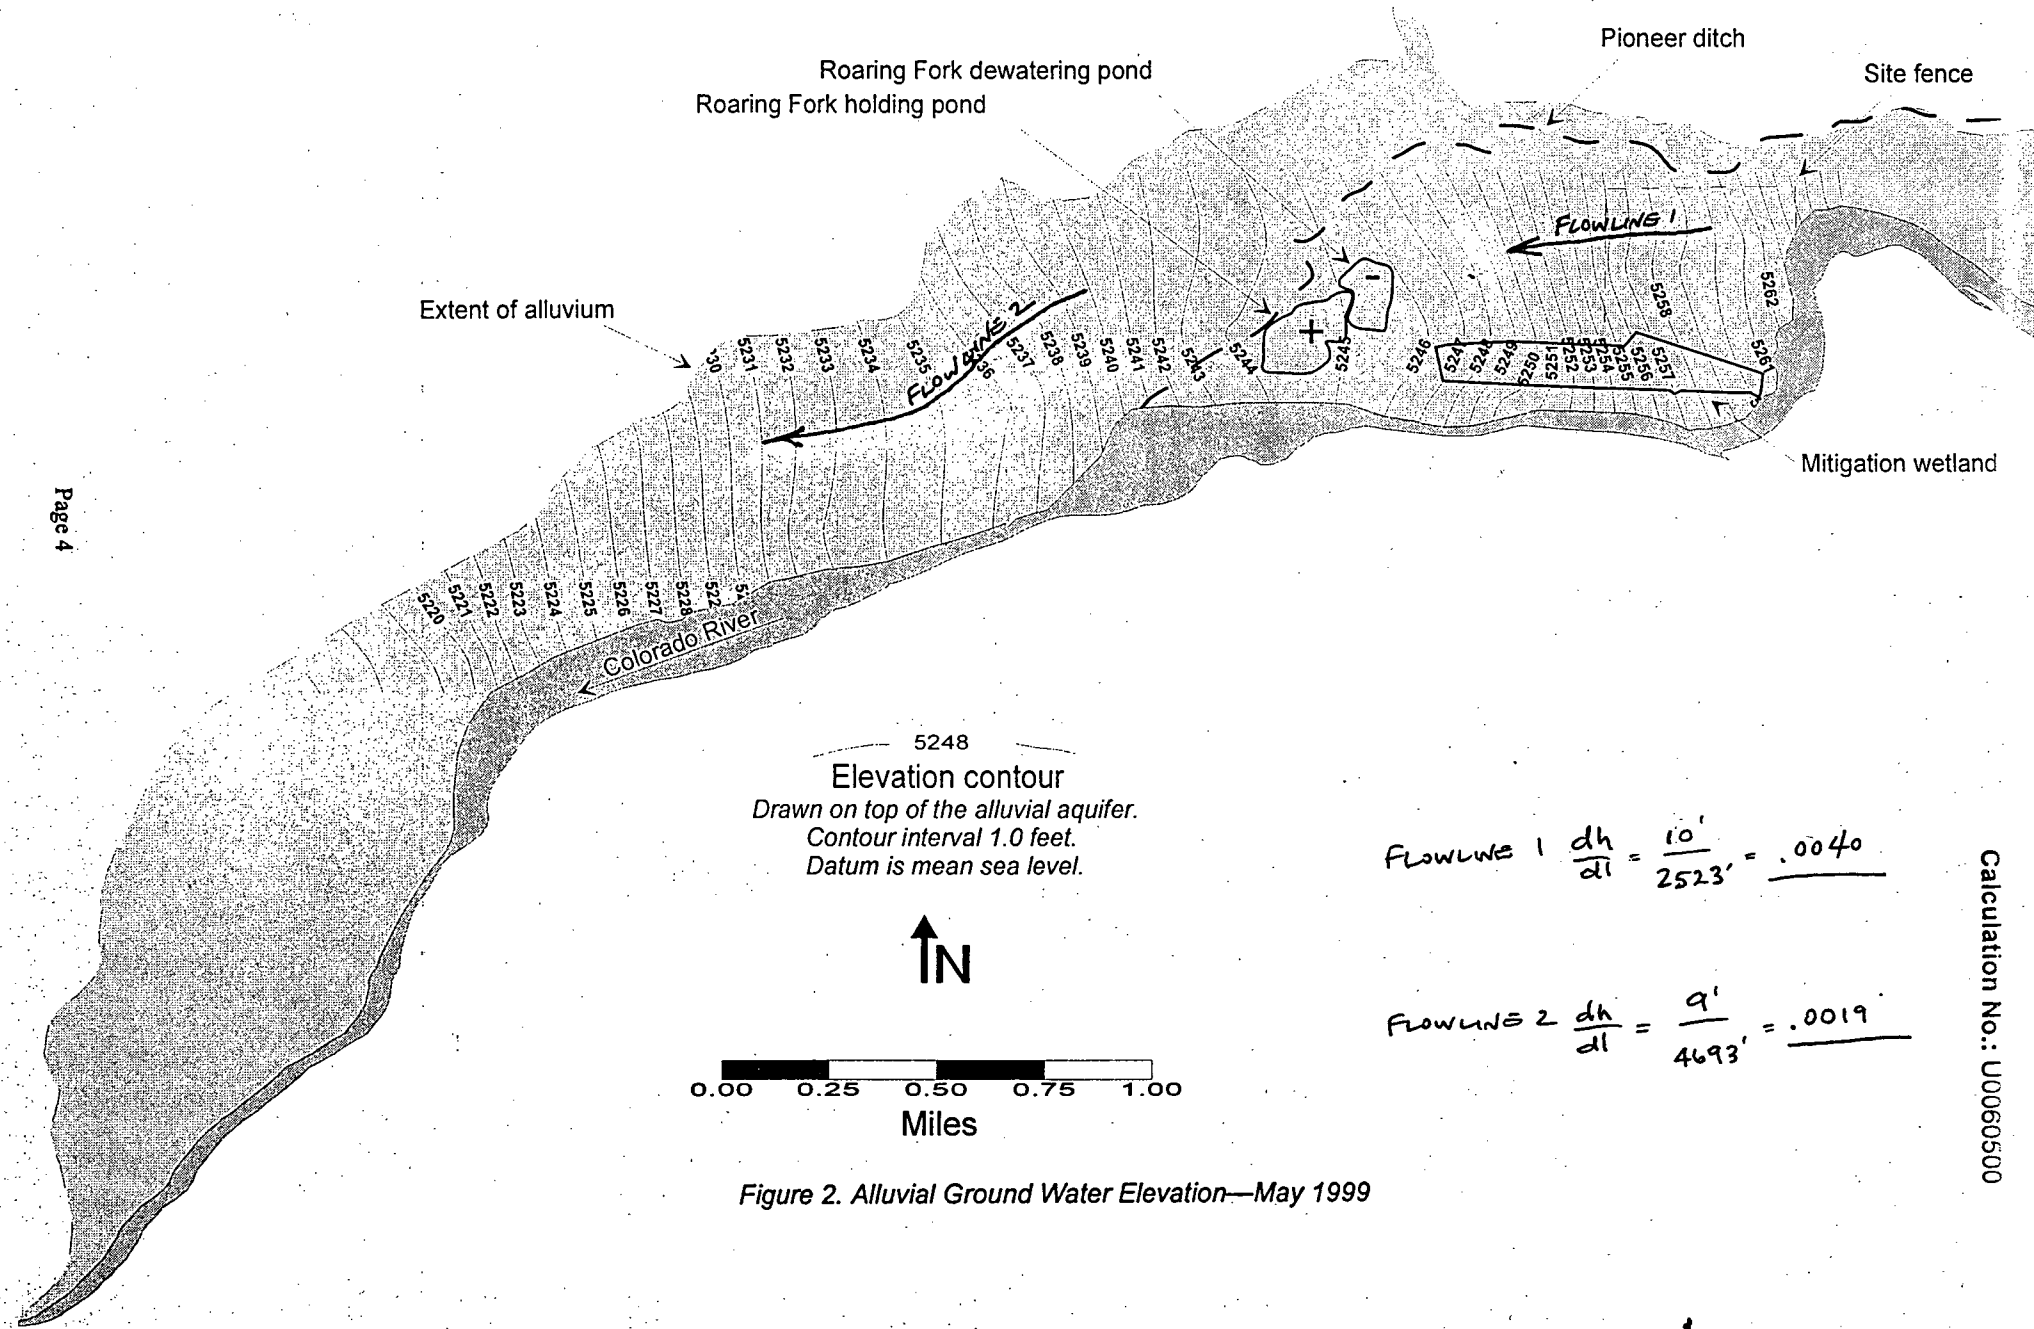 Pioneer ditch
Site fence
Roaring Fork dewatering pond
Roaring Fork holding pond
FLOWLINE 1
Extent of alluvium
FLOWLINE 2
5262
5258
5261
5257
5256
5255
5254
5253
5252
5251
5250
5249
5248
5247
5246
5245
5244
5243
5242
5241
5240
5239
5238
5237
36
5235
5234
5233
5232
5231
30
+
-
Mitigation wetland
Page 4
5220
5221
5222
5223
5224
5225
5226
5227
5228
522
52
Colorado River
5248
Elevation contour
Drawn on top of the alluvial aquifer.
Contour interval 1.0 feet.
Datum is mean sea level.
N
0.00 0.25 0.50 0.75 1.00
Miles
Figure 2. Alluvial Ground Water Elevation—May 1999
FLOWLINE 1 dh/dl = 10'/2523' = .0040
FLOWLINE 2 dh/dl = 9'/4693' = .0019
Calculation No.: U0060500